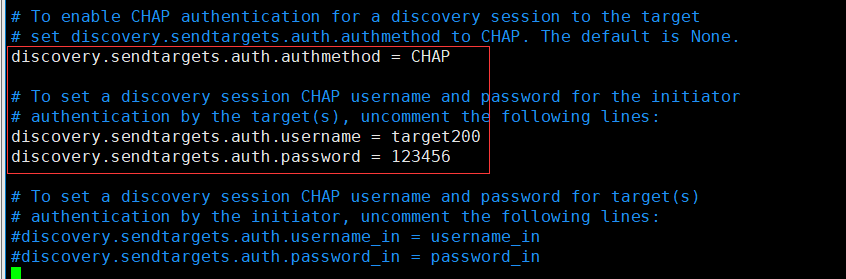 # To enable CHAP authentication for a discovery session to the target
# set discovery.sendtargets.auth.authmethod to CHAP. The default is None.
discovery.sendtargets.auth.authmethod = CHAP
# To set a discovery session CHAP username and password for the initiator
# authentication by the target(s), uncomment the following lines:
discovery.sendtargets.auth.username = target200
discovery.sendtargets.auth.password = 123456
# To set a discovery session CHAP username and password for target(s)
# authentication by the initiator, uncomment the following lines:
#discovery.sendtargets.auth.username_in = username_in
#discovery.sendtargets.auth.password_in = password_in